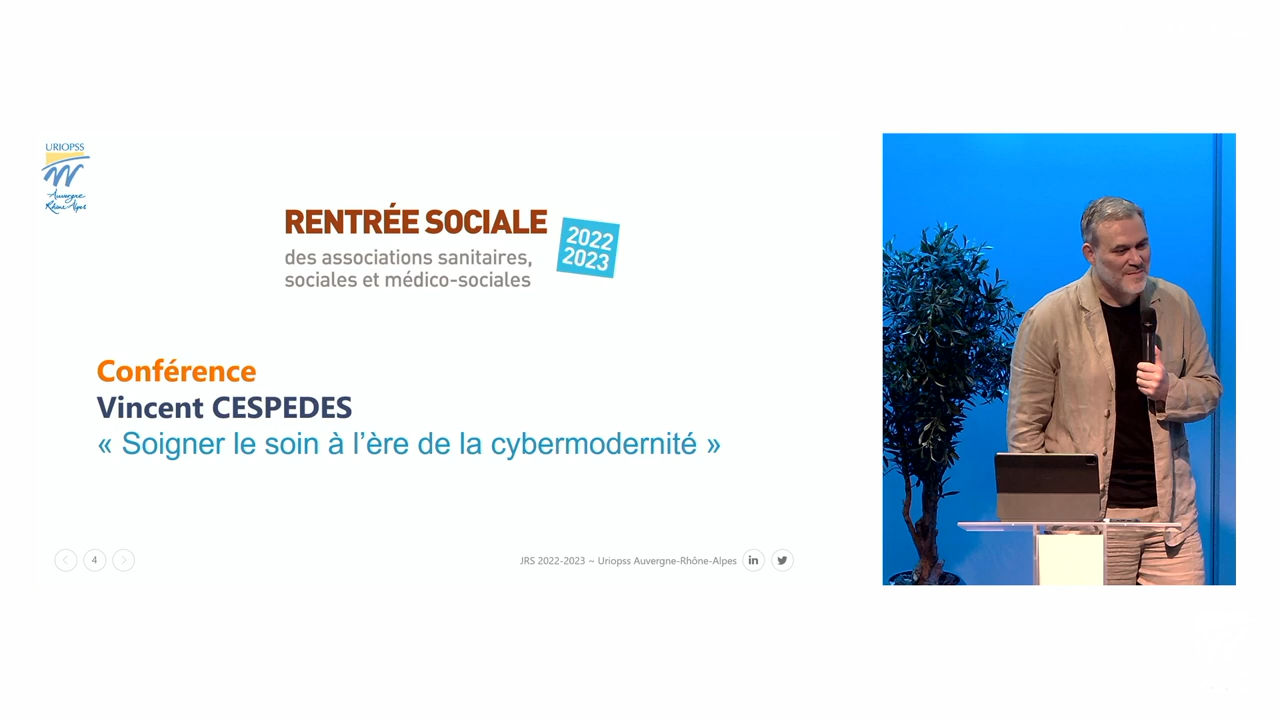 URIOPSS
Auvergne
Rhône-Alpes
RENTRÉE SOCIALE
2022
2023
des associations sanitaires,
sociales et médico-sociales
Conférence
Vincent CESPEDES
« Soigner le soin à l'ère de la cybermodernité »
4
JRS 2022-2023 ~ Uriopss Auvergne-Rhône-Alpes
in